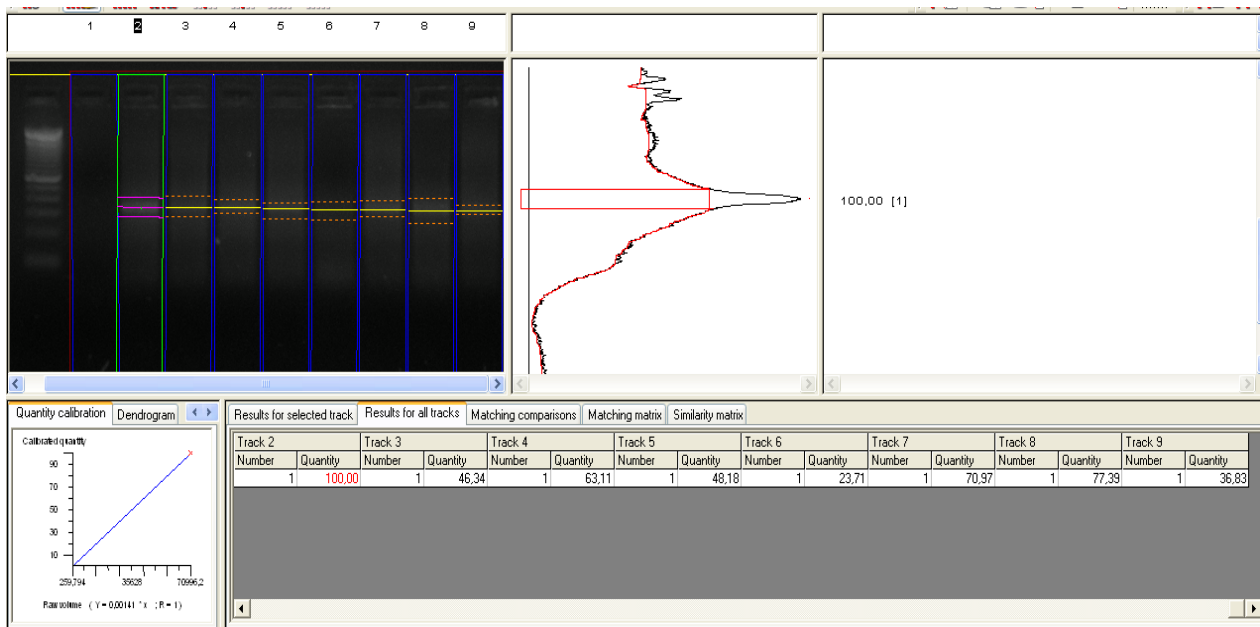 1 2 3 4 5 6 7 8 9
100,00 [1]
Quantity calibration Dendrogram
Results for selected track Results for all tracks Matching comparisons Matching matrix Similarity matrix
Calibrated quantity
90
70
50
30
10
259,794 35628 70996,2
Raw volume ( Y = 0,00141 * x ; R = 1)
Track 2 Track 3 Track 4 Track 5 Track 6 Track 7 Track 8 Track 9
Number Quantity Number Quantity Number Quantity Number Quantity Number Quantity Number Quantity Number Quantity Number Quantity
1 100,00 1 46,34 1 63,11 1 48,18 1 23,71 1 70,97 1 77,39 1 36,83